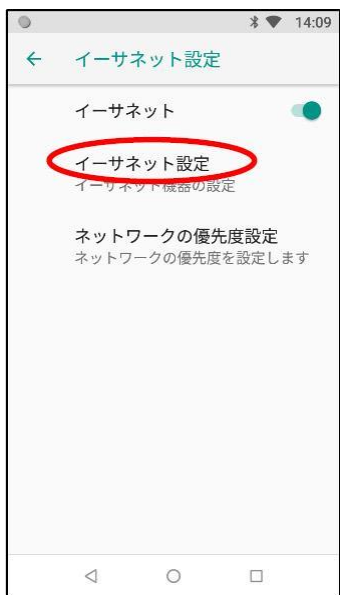 14:09
イーサネット設定
イーサネット
イーサネット設定
イーサネット機器の設定
ネットワークの優先度設定
ネットワークの優先度を設定します